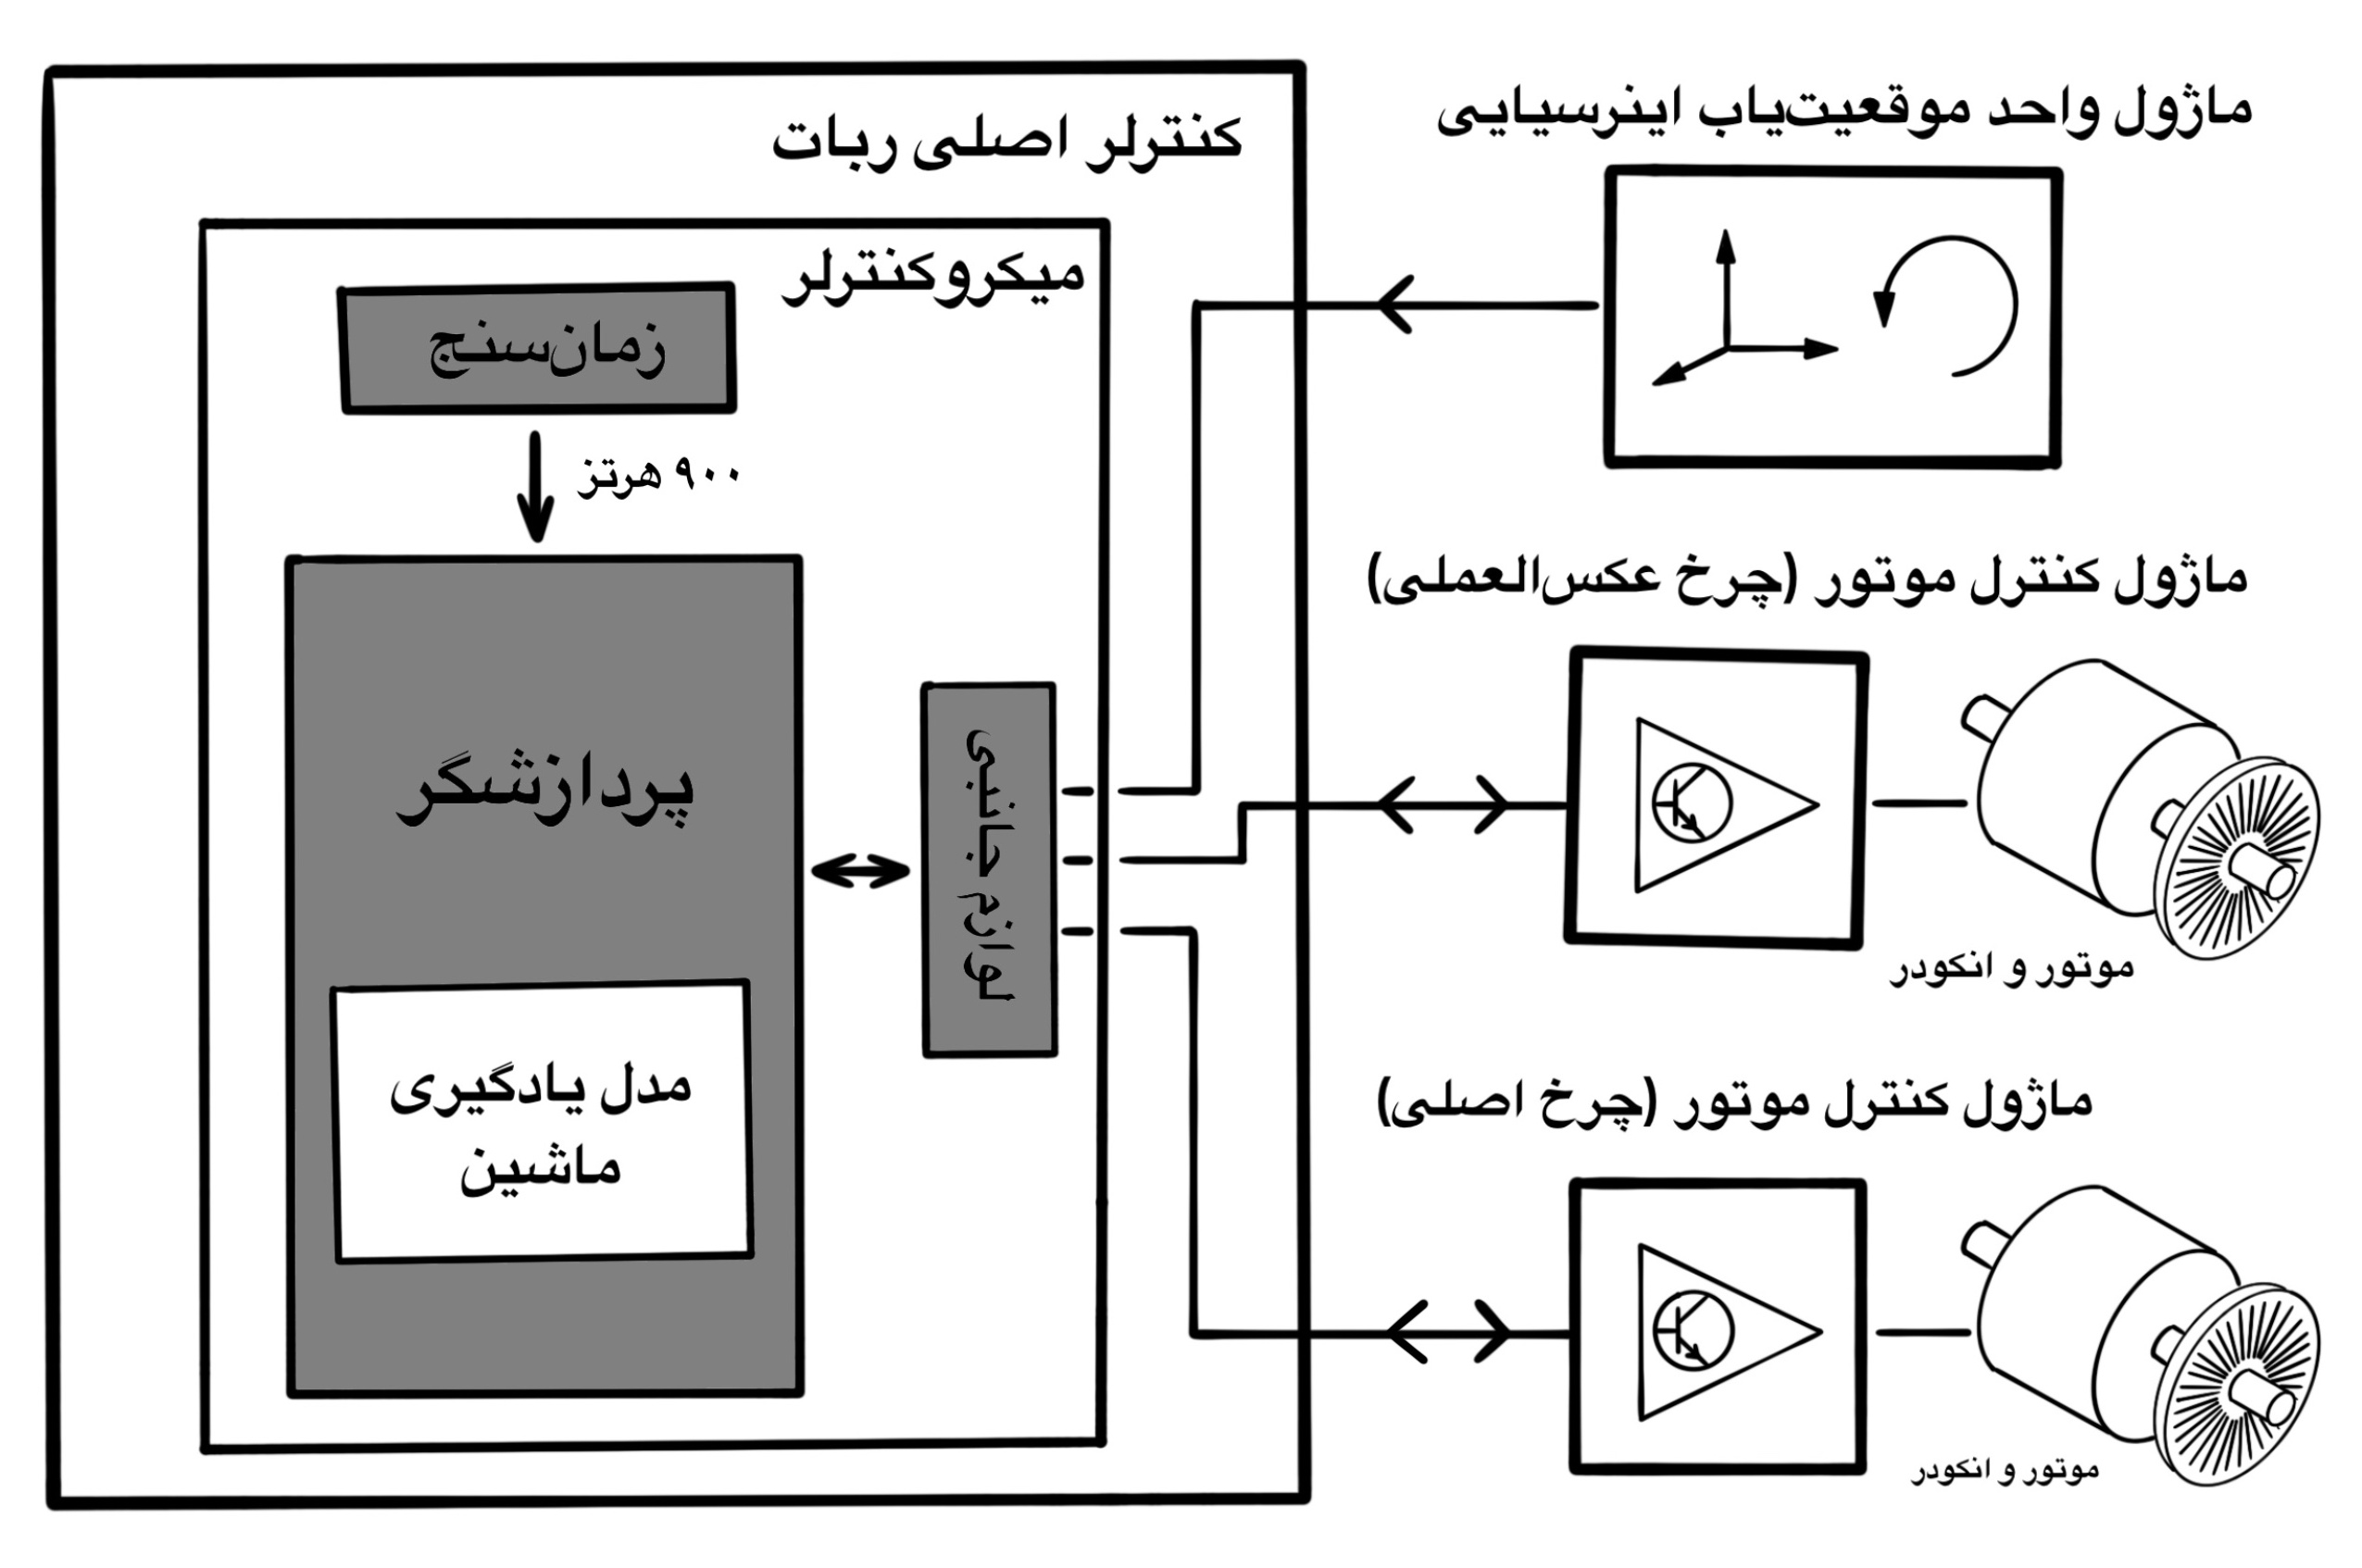 کنترلر اصلی ربات
میکروکنترلر
زمان‌سنج
۹۰۰ هرتز
پردازشگر
مدل یادگیری
ماشین
لوازم جانبی
ماژول واحد موقعیت‌یاب اینرسیایی
ماژول کنترل موتور (چرخ عکس‌العملی)
موتور و انکودر
ماژول کنترل موتور (چرخ اصلی)
موتور و انکودر